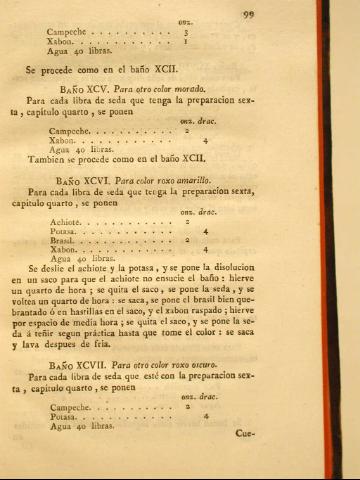 99
onz.
Campeche . . . . . . . . . . . 3
Xabon. . . . . . . . . . . . 1
Agua 40 libras.
Se procede como en el baño XCII.
BAÑO XCV. Para otro color morado.
Para cada libra de seda que tenga la preparacion sex-
ta , capítulo quarto , se ponen
onz. drac.
Campeche. . . . . . . . . . . 2
Xabon. . . . . . . . . . . . 4
Agua 40 libras.
Tambien se procede como en el baño XCII.
BAÑO XCVI. Para color roxo amarillo.
Para cada libra de seda que tenga la preparacion sexta,
capítulo quarto , se ponen
onz. drac.
Achiote. . . . . . . . . . . 2
Potasa. . . . . . . . . . . . 4
Brasil. . . . . . . . . . . . 2
Xabon. . . . . . . . . . . . 4
Agua 40 libras.
Se deslie el achiote y la potasa , y se pone la disolucion
en un saco para que el achiote no ensucie el baño : hierve
un quarto de hora ; se quita el saco , se pone la seda , y se
voltea un quarto de hora : se saca, se pone el brasil bien que-
brantado ó en hastillas en el saco, y el xabon raspado ; hierve
por espacio de media hora ; se quita el saco, y se pone la se-
da á teñir segun práctica hasta que tome el color : se saca
y lava despues de fria.
BAÑO XCVII. Para otro color roxo oscuro.
Para cada libra de seda que esté con la preparacion sex-
ta , capítulo quarto , se ponen
onz. drac.
Campeche. . . . . . . . . . . 2
Potasa. . . . . . . . . . . . 4
Agua 40 libras.
Cue-